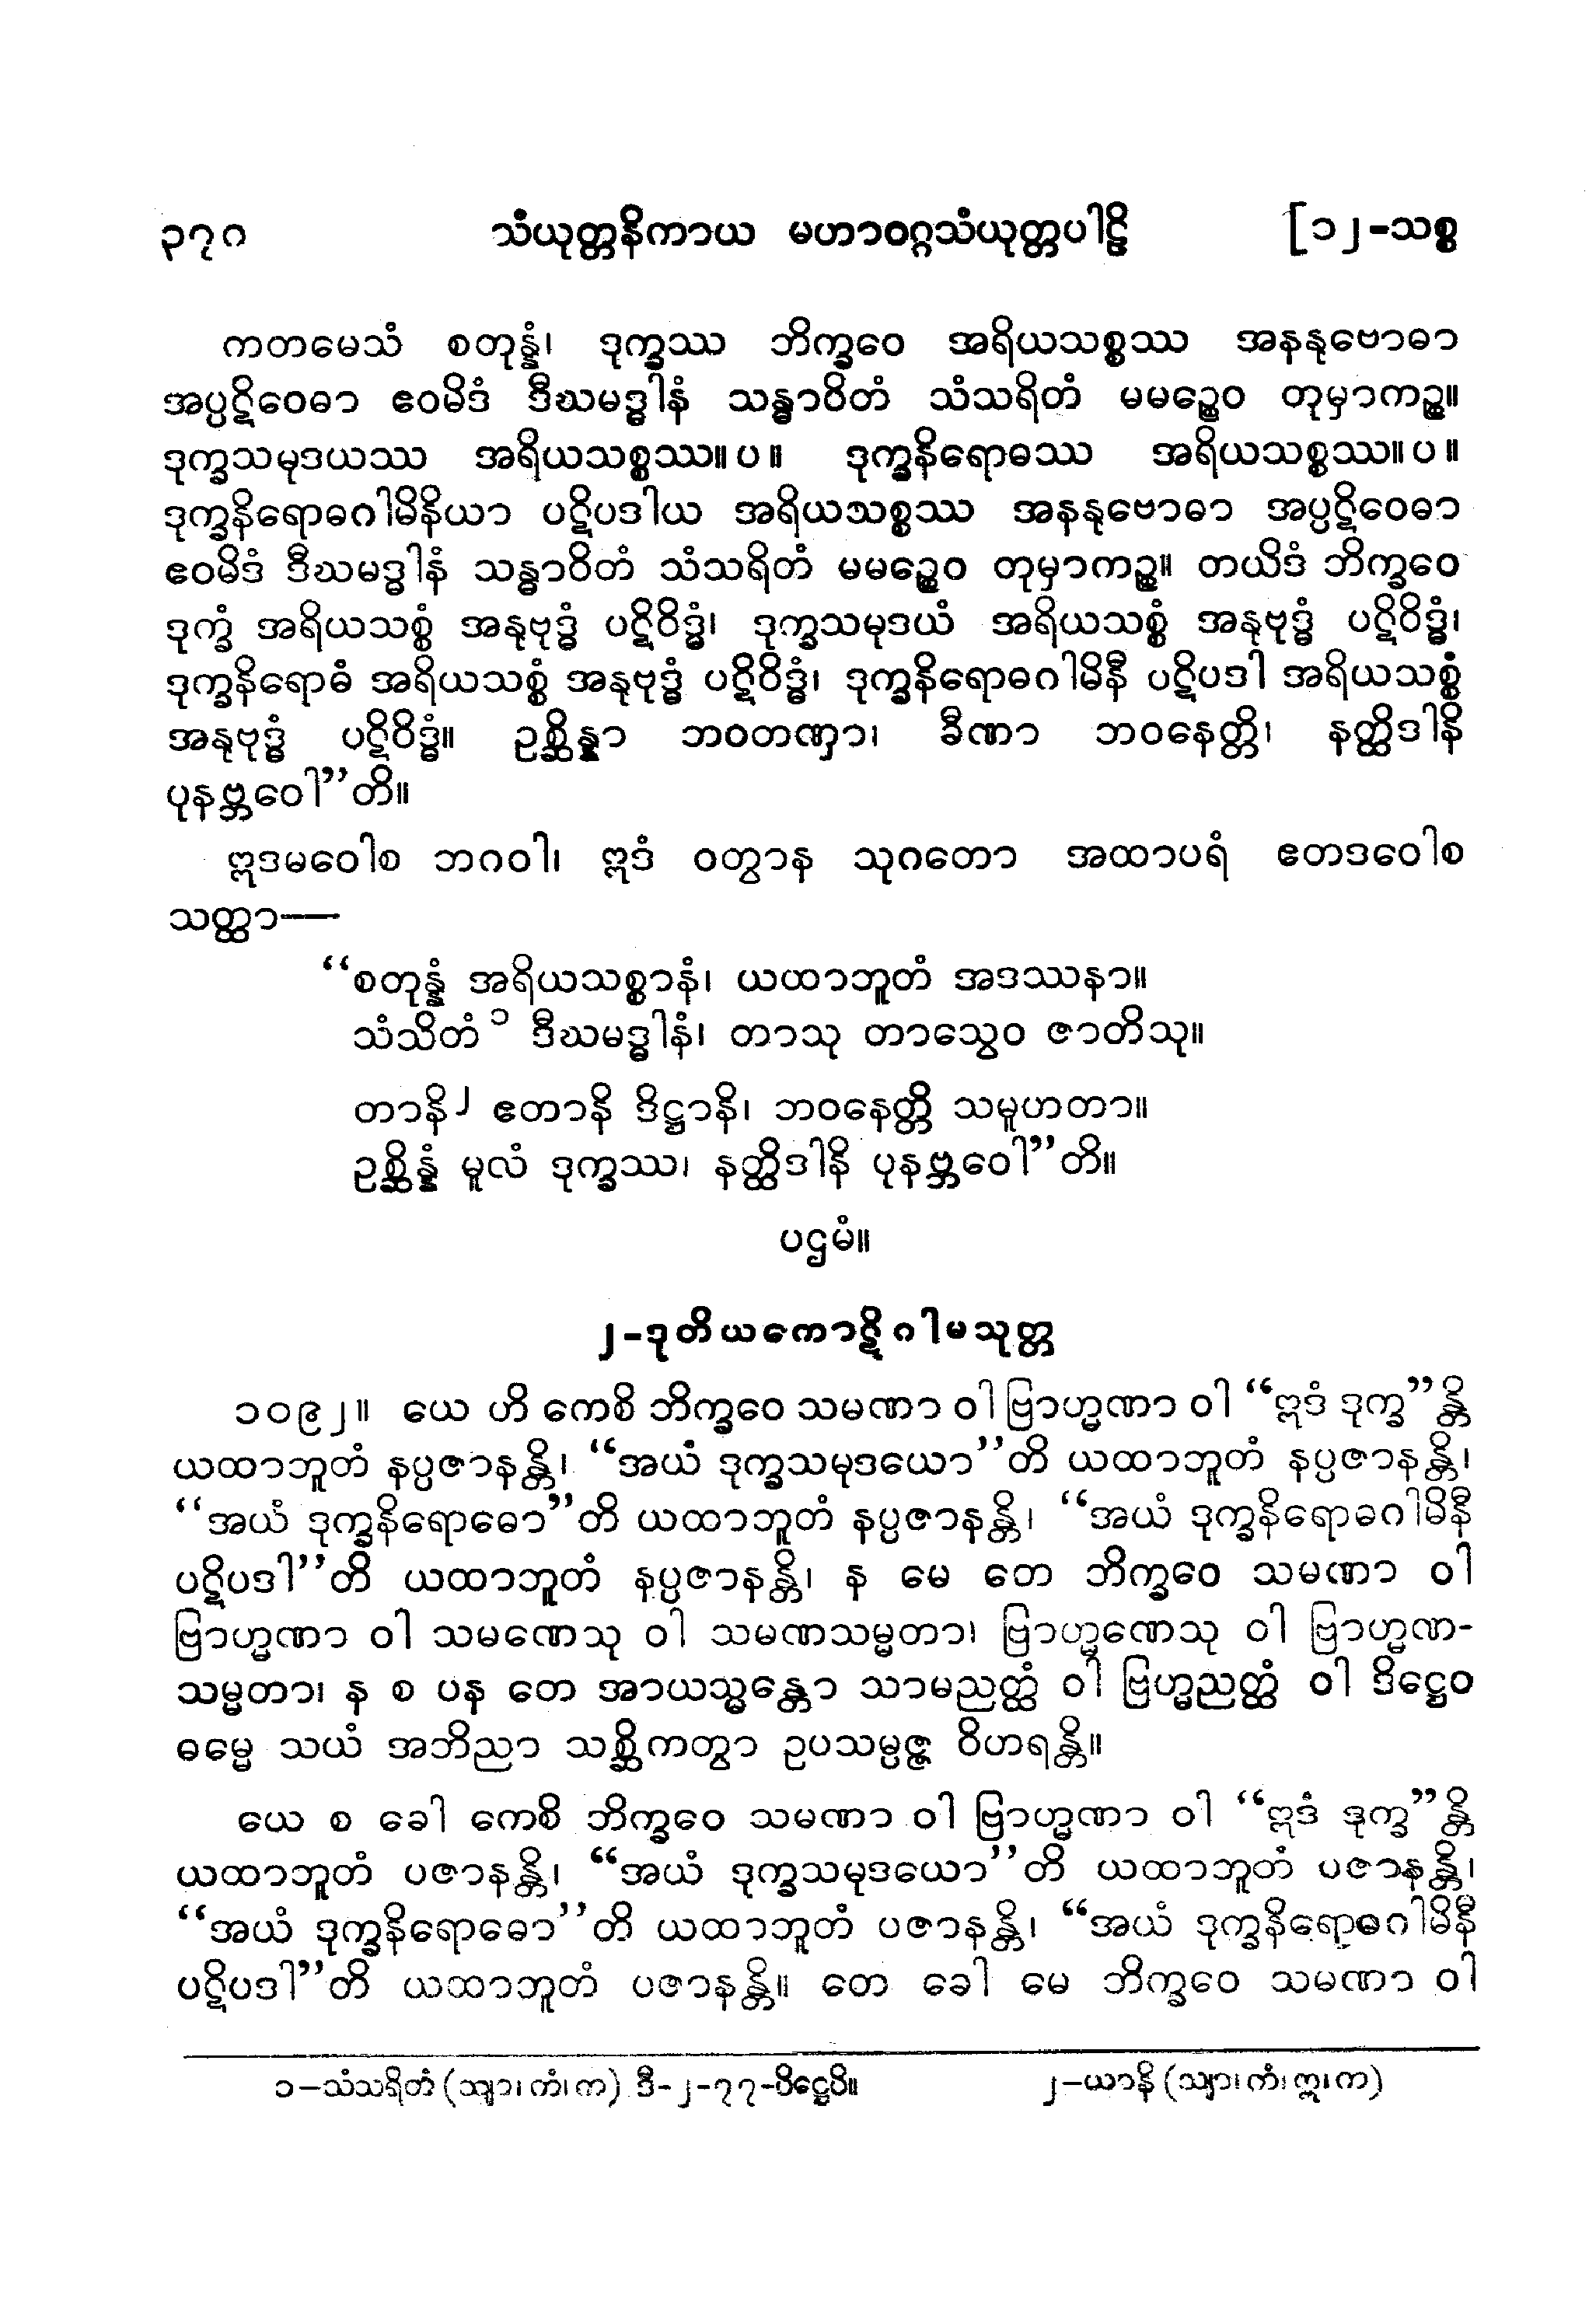 ၃၇၀ သံယုတ္တနိကာယ မဟာဝဂ္ဂသံယုတ္တပါဠိ [၁၂-သစ္စ
ကတမေသံ စတုန္နံ၊ ဒုက္ခဿ ဘိက္ခဝေ အရိယသစ္စဿ အနနုဗောဓာ
အပ္ပဋိဝေဓာ ဧဝမိဒံ ဒီဃမဒ္ဓါနံ သန္ဓာဝိတံ သံသရိတံ မမဉ္စေဝ တုမှာကဉ္စ။
ဒုက္ခသမုဒယဿ အရိယသစ္စဿ။ပ။ ဒုက္ခနိရောဓဿ အရိယသစ္စဿ။ပ။
ဒုက္ခနိရောဓဂါမိနိယာ ပဋိပဒါယ အရိယသစ္စဿ အနနုဗောဓာ အပ္ပဋိဝေဓာ
ဧဝမိဒံ ဒီဃမဒ္ဓါနံ သန္ဓာဝိတံ သံသရိတံ မမဉ္စေဝ တုမှာကဉ္စ။ တယိဒံ ဘိက္ခဝေ
ဒုက္ခံ အရိယသစ္စံ အနုဗုဒ္ဓံ ပဋိဝိဒ္ဓံ၊ ဒုက္ခသမုဒယံ အရိယသစ္စံ အနုဗုဒ္ဓံ ပဋိဝိဒ္ဓံ၊
ဒုက္ခနိရောဓံ အရိယသစ္စံ အနုဗုဒ္ဓံ ပဋိဝိဒ္ဓံ၊ ဒုက္ခနိရောဓဂါမိနီ ပဋိပဒါ အရိယသစ္စံ
အနုဗုဒ္ဓံ ပဋိဝိဒ္ဓံ။ ဥစ္ဆိန္နာ ဘဝတဏှာ၊ ခီဏာ ဘဝနေတ္တိ၊ နတ္ထိဒါနိ
ပုနဗ္ဘဝေါ”တိ။
ဣဒမဝေါစ ဘဂဝါ၊ ဣဒံ ဝတွာန သုဂတော အထာပရံ ဧတဒဝေါစ
သတ္ထာ—
“စတုန္နံ အရိယသစ္စာနံ၊ ယထာဘူတံ အဒဿနာ။
သံသိတံ ၁ ဒီဃမဒ္ဓါနံ၊ တာသု တာသွေဝ ဇာတိသု။
တာနိ၂ ဧတာနိ ဒိဋ္ဌာနိ၊ ဘဝနေတ္တိ သမူဟတာ။
ဥစ္ဆိန္နံ မူလံ ဒုက္ခဿ၊ နတ္ထိဒါနိ ပုနဗ္ဘဝေါ”တိ။
ပဌမံ။
၂-ဒုတိယကောဋိဂါမသုတ္တ
၁၀၉၂။ ယေ ဟိ ကေစိ ဘိက္ခဝေ သမဏာ ဝါ ဗြာဟ္မဏာ ဝါ “ဣဒံ ဒုက္ခ”န္တိ
ယထာဘူတံ နပ္ပဇာနန္တိ၊ “အယံ ဒုက္ခသမုဒယော”တိ ယထာဘူတံ နပ္ပဇာနန္တိ၊
“အယံ ဒုက္ခနိရောဓော”တိ ယထာဘူတံ နပ္ပဇာနန္တိ၊ “အယံ ဒုက္ခနိရောဓဂါမိနီ
ပဋိပဒါ”တိ ယထာဘူတံ နပ္ပဇာနန္တိ၊ န မေ တေ ဘိက္ခဝေ သမဏာ ဝါ
ဗြာဟ္မဏာ ဝါ သမဏေသု ဝါ သမဏသမ္မတာ၊ ဗြာဟ္မဏေသု ဝါ ဗြာဟ္မဏ-
သမ္မတာ၊ န စ ပန တေ အာယသ္မန္တော သာမညတ္ထံ ဝါ ဗြဟ္မညတ္ထံ ဝါ ဒိဋ္ဌေဝ
ဓမ္မေ သယံ အဘိညာ သစ္ဆိကတွာ ဥပသမ္ပဇ္ဇ ဝိဟရန္တိ။
ယေ စ ခေါ ကေစိ ဘိက္ခဝေ သမဏာ ဝါ ဗြာဟ္မဏာ ဝါ “ဣဒံ ဒုက္ခ”န္တိ
ယထာဘူတံ ပဇာနန္တိ၊ “အယံ ဒုက္ခသမုဒယော”တိ ယထာဘူတံ ပဇာနန္တိ၊
“အယံ ဒုက္ခနိရောဓော”တိ ယထာဘူတံ ပဇာနန္တိ၊ “အယံ ဒုက္ခနိရောဓဂါမိနီ
ပဋိပဒါ”တိ ယထာဘူတံ ပဇာနန္တိ။ တေ ခေါ မေ ဘိက္ခဝေ သမဏာ ဝါ
၁–သံသရိတံ (သျာ၊ကံ၊က) ဒီ-၂-၇၇-ပိဋ္ဌေပိ။ ၂–ယာနိ (သျာ၊ကံ၊ဣ၊က)